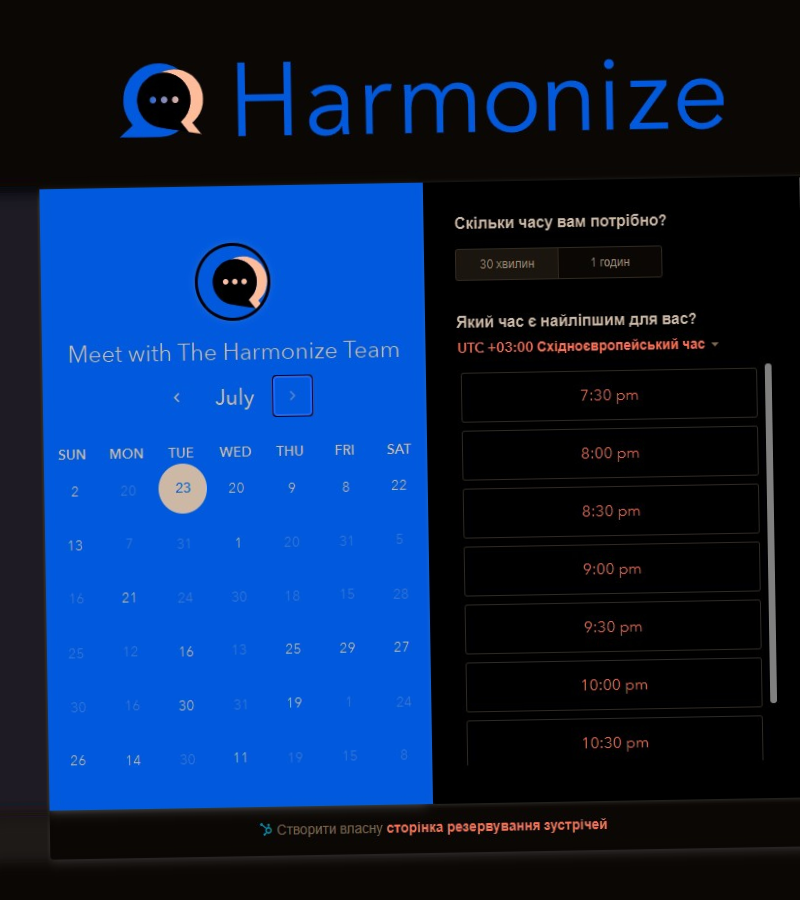 Harmonize
Meet with The Harmonize Team
July
SUN MON TUE WED THU FRI SAT
2 20 23 20 9 8 22
13 7 31 1 20 31 5
16 21 24 30 18 15 28
25 12 16 13 25 29 27
30 16 30 31 19 1 24
26 14 30 11 19 15 8
Скільки часу вам потрібно?
30 хвилин 1 годин
Який час є найліпшим для вас?
UTC +03:00 Східноєвропейський час
7:30 pm
8:00 pm
8:30 pm
9:00 pm
9:30 pm
10:00 pm
10:30 pm
Створити власну сторінка резервування зустрічей